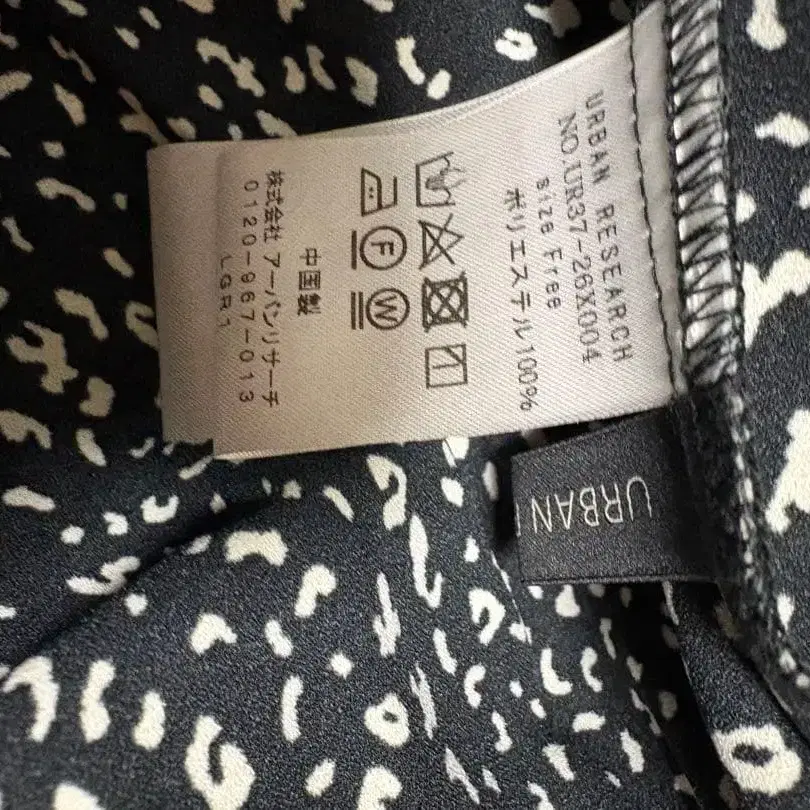 URBAN RESEARCH
NO.UR37-26X004
Size Free
ポリエステル100%
F
W
中国製
株式会社 アーバンリサーチ
0120-967-013
LGR1
URBAN